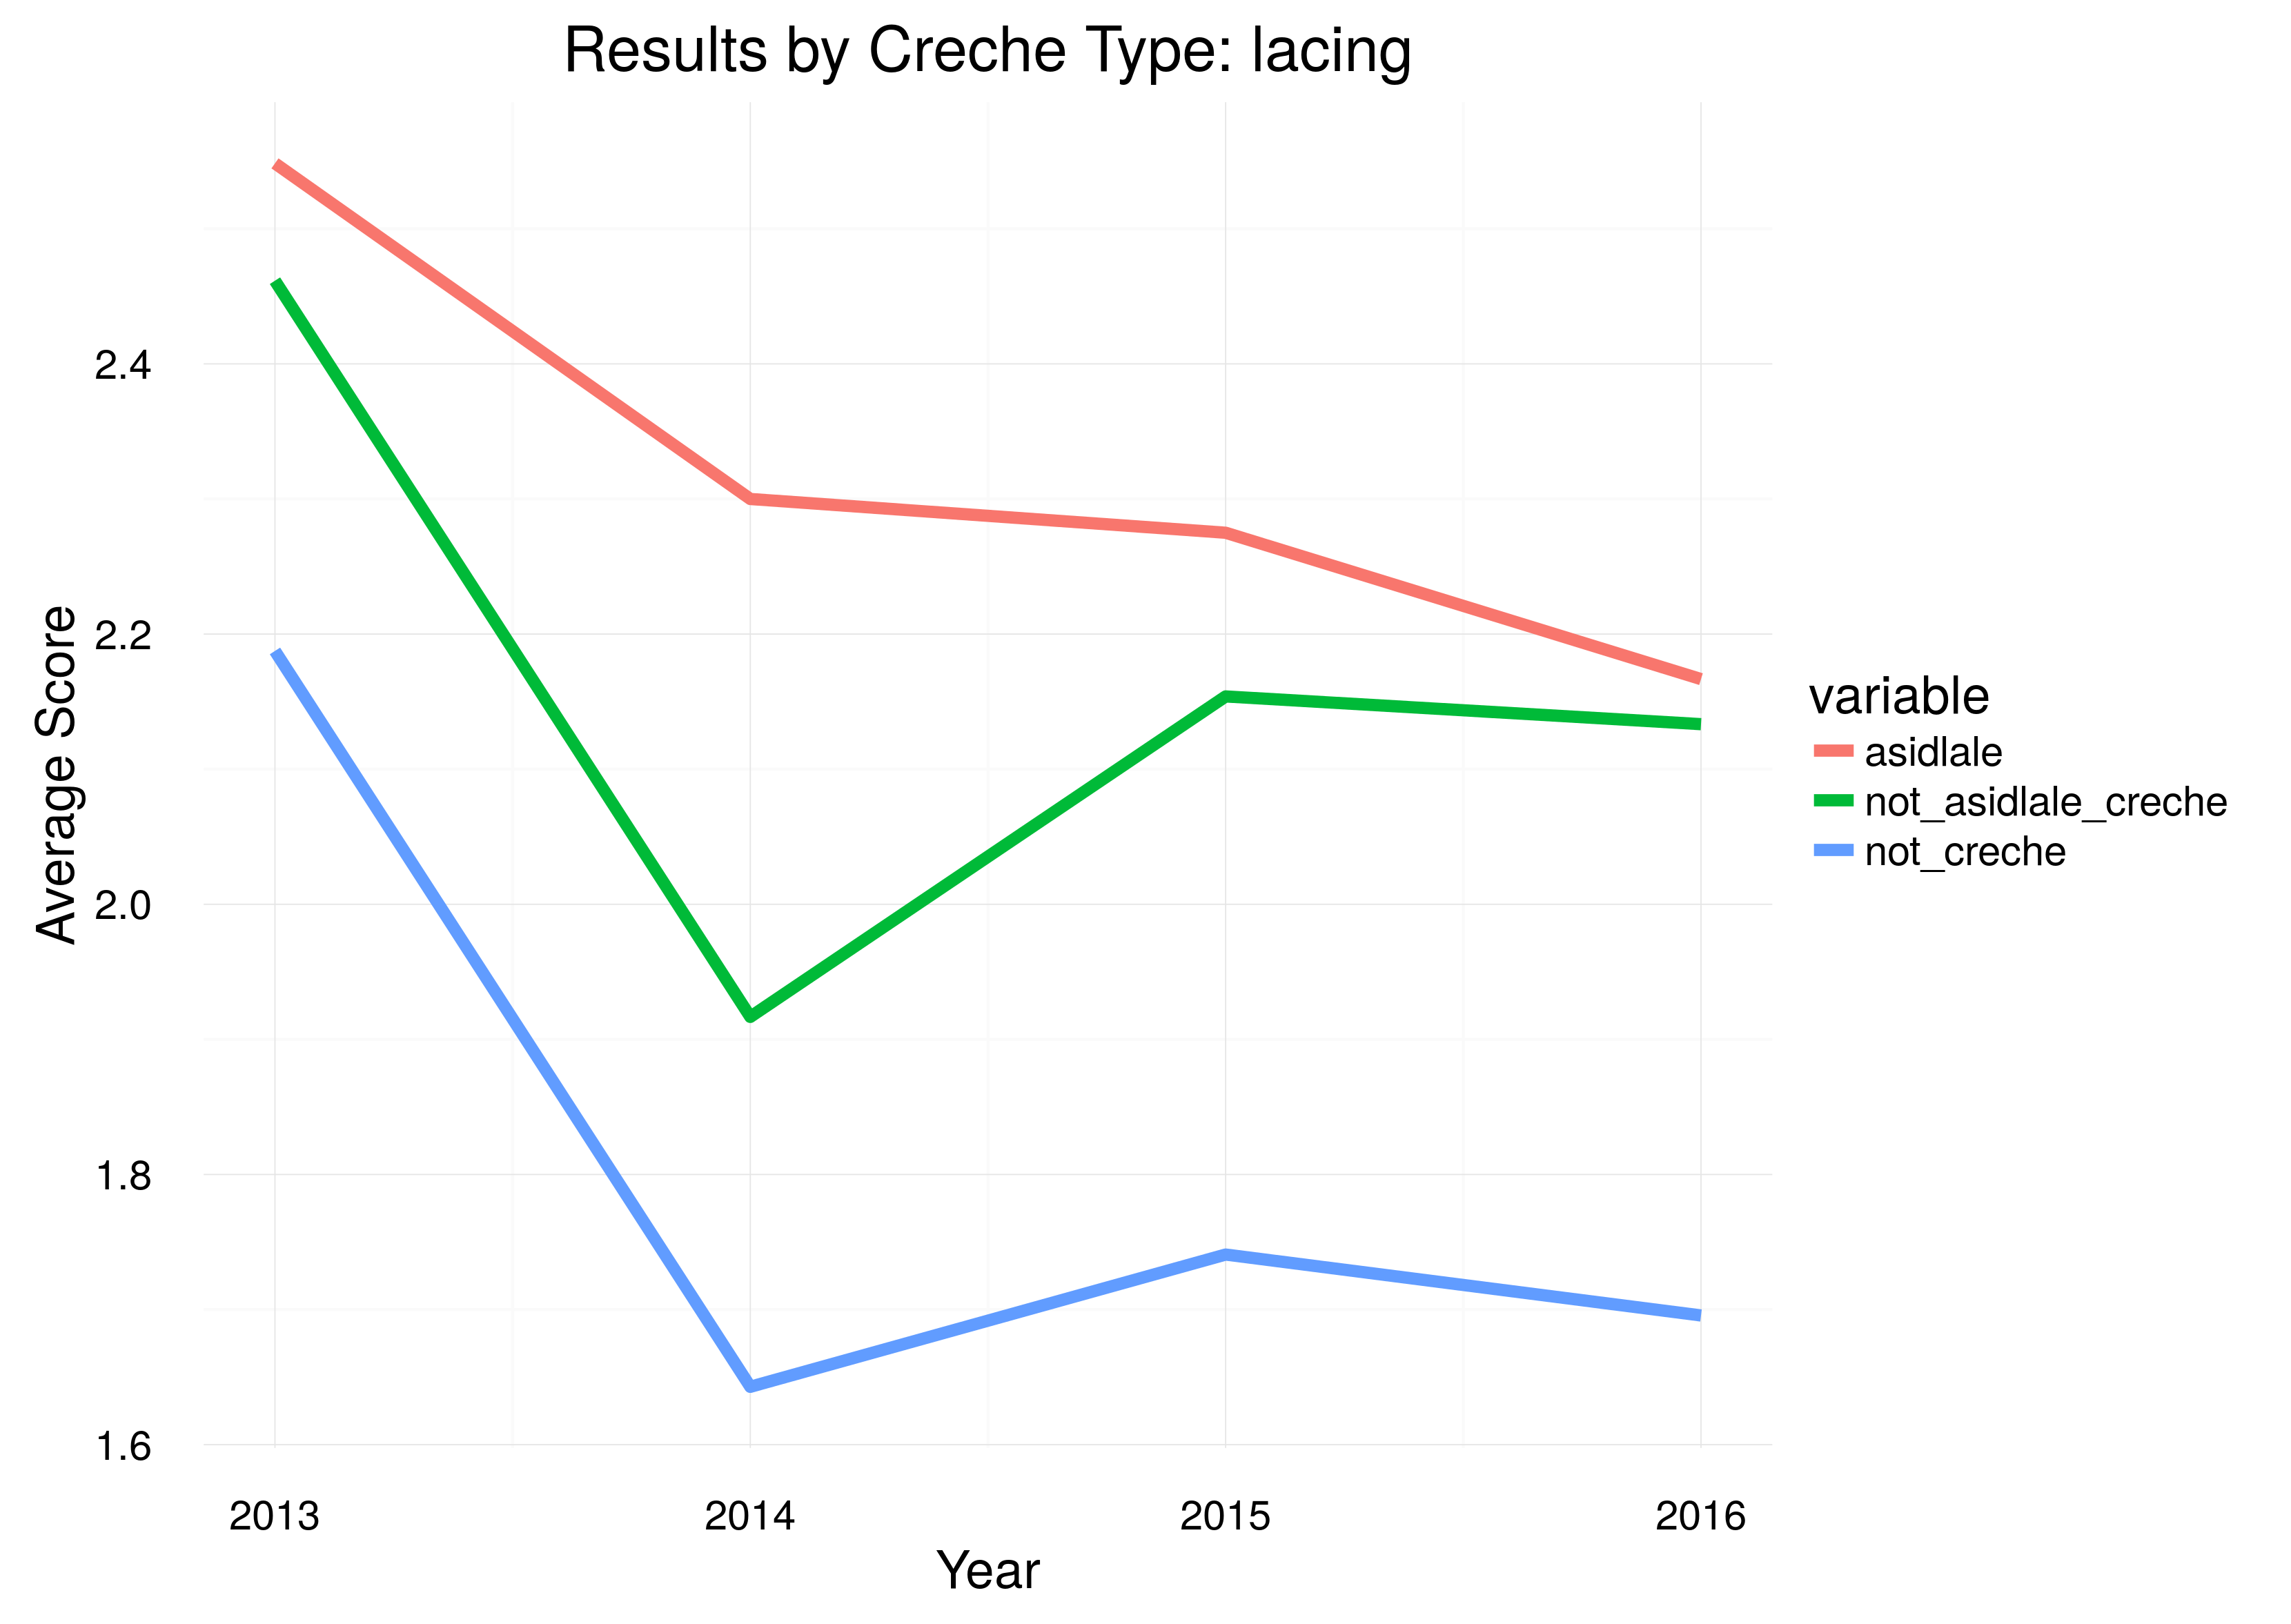 Results by Creche Type: lacing
Average Score
2.4
2.2
2.0
1.8
1.6
2013 2014 2015 2016
Year
variable
asidlale
not_asidlale_creche
not_creche